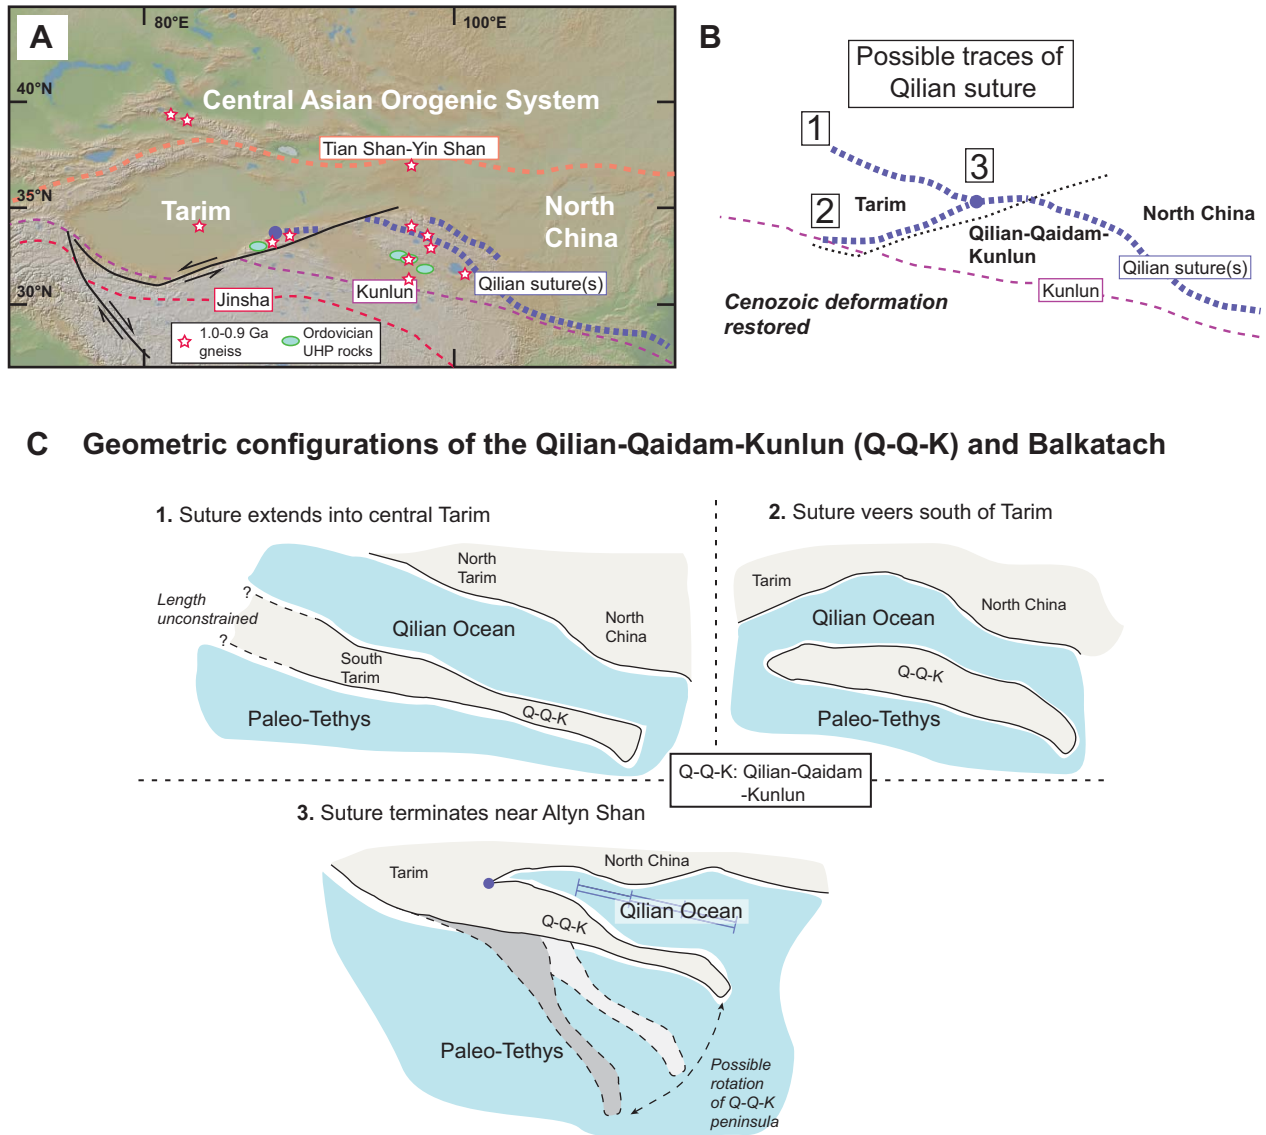 A
80°E
100°E
40°N
Central Asian Orogenic System
Tian Shan-Yin Shan
35°N
Tarim
North
China
Qilian suture(s)
Kunlun
30°N
Jinsha
1.0-0.9 Ga
gneiss
Ordovician
UHP rocks
B
Possible traces of
Qilian suture
1
3
2
Tarim
North China
Qilian-Qaidam-
Kunlun
Qilian suture(s)
Kunlun
Cenozoic deformation
restored
C Geometric configurations of the Qilian-Qaidam-Kunlun (Q-Q-K) and Balkatach
1. Suture extends into central Tarim
North
Tarim
?
Length
unconstrained
?
Qilian Ocean
North
China
South
Tarim
Q-Q-K
Paleo-Tethys
2. Suture veers south of Tarim
Tarim
North China
Qilian Ocean
Q-Q-K
Paleo-Tethys
Q-Q-K: Qilian-Qaidam
-Kunlun
3. Suture terminates near Altyn Shan
Tarim
North China
Qilian Ocean
Q-Q-K
Paleo-Tethys
Possible
rotation
of Q-Q-K
peninsula